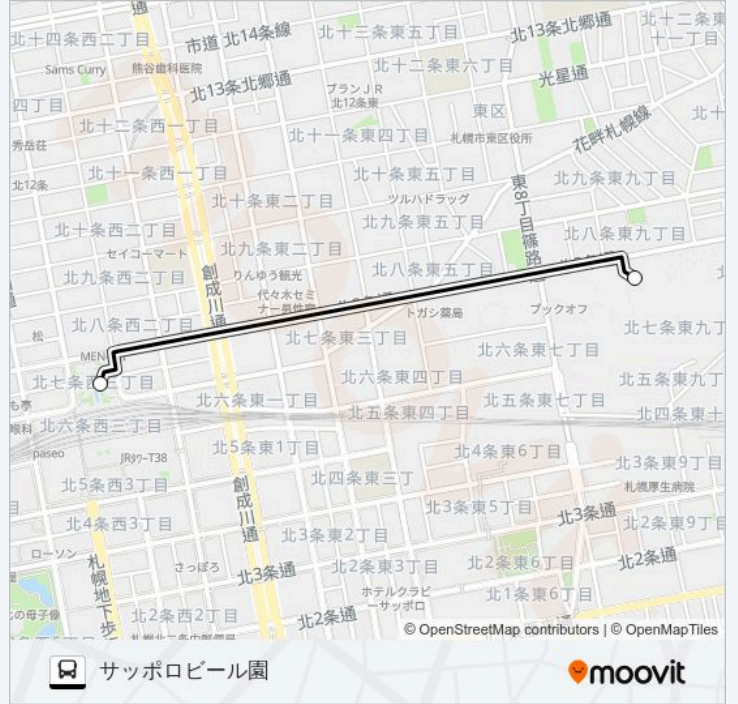 通
北十四条西二丁目
市道 北14条線
北十三条東五丁目
北13条北郷通
北十二条東
十一丁目
Sams Curry
熊谷歯科医院
北十二条東六丁目
光星通
北13条北郷通
プランJR
北12条東
四丁目
北十二条西一丁目
東区
北十
花畔札幌線
秀岳荘
北十一条東四丁目
札幌市東区役所
北十一条西一丁目
北十条東五丁目
北九条東九丁目
北12条
東8丁目篠路通
北十条東二丁目
ツルハドラッグ
北十条西二丁目
北九条東五丁目
北八条東九丁目
セイコーマート
北九条東二丁目
北九条西二丁目
創成川通
りんゆう観光
北八条東五丁目
代々木セミ
ナー男性寮
トガシ薬局
ブックオフ
北八条西二丁目
北七条東三丁目
北七条東九丁
松
MEN
北六条東七丁目
北七条西三丁目
北六条東四丁目
北五条東九丁
も亭
北六条東一丁目
北五条東四丁目
北五条東七丁目
北四条東十
喉科
北六条西三丁目
paseo
JRタワーT38
北5条東1丁目
北4条東6丁目
北3条東9丁目
北5条西3丁目
創成川通
北四条東三丁
札幌厚生病院
北4条西3丁目
北3条東5丁目
北3条通
北2条東9丁目
ローソン
札幌地下歩
北3条東2丁目
さっぽろ
北3条通
北2条東3丁目
北2条東6丁目
北2条通
の母子像
ホテルクラビ
ーサッポロ
北1条東6丁目
北2条西2丁目
北2条通
© OpenStreetMap contributors | © OpenMapTiles
サッポロビール園
moovit